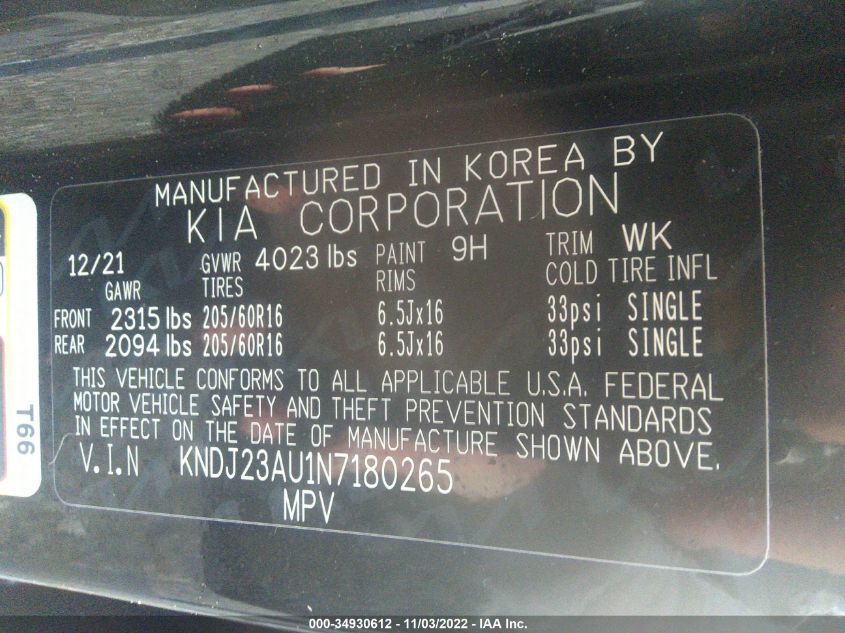 MANUFACTURED IN KOREA BY
KIA CORPORATION
12/21 GVWR 4023 lbs PAINT 9H TRIM WK
GAWR TIRES RIMS COLD TIRE INFL
FRONT 2315 lbs 205/60R16 6.5Jx16 33psi SINGLE
REAR 2094 lbs 205/60R16 6.5Jx16 33psi SINGLE
THIS VEHICLE CONFORMS TO ALL APPLICABLE U.S.A. FEDERAL
MOTOR VEHICLE SAFETY AND THEFT PREVENTION STANDARDS
IN EFFECT ON THE DATE OF MANUFACTURE SHOWN ABOVE.
V.I.N KNDJ23AU1N7180265
MPV
T66
000-34930612 - 11/03/2022 - IAA Inc.